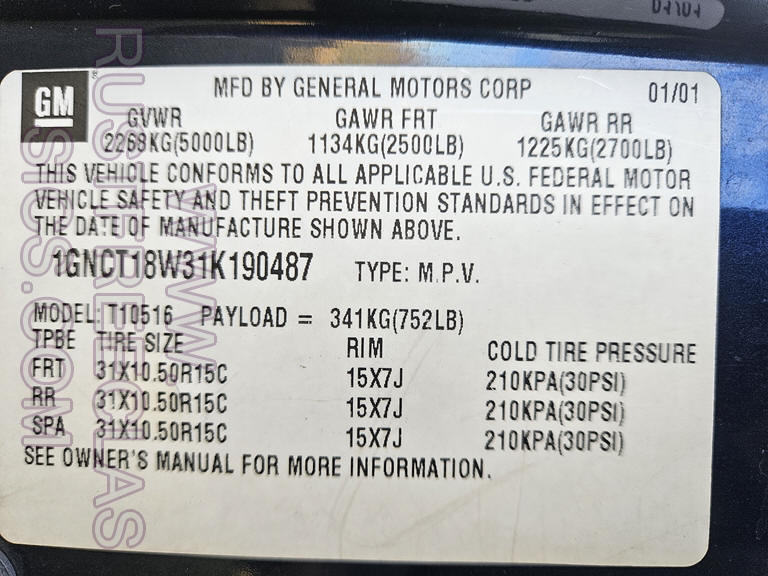 GM
MFD BY GENERAL MOTORS CORP 01/01
GVWR GAWR FRT GAWR RR
2268KG(5000LB) 1134KG(2500LB) 1225KG(2700LB)
THIS VEHICLE CONFORMS TO ALL APPLICABLE U.S. FEDERAL MOTOR
VEHICLE SAFETY AND THEFT PREVENTION STANDARDS IN EFFECT ON
THE DATE OF MANUFACTURE SHOWN ABOVE.
1GNCT18W31K190487 TYPE: M.P.V.
MODEL: T10516 PAYLOAD = 341KG(752LB)
TPBE TIRE SIZE RIM COLD TIRE PRESSURE
FRT 31X10.50R15C 15X7J 210KPA(30PSI)
RR 31X10.50R15C 15X7J 210KPA(30PSI)
SPA 31X10.50R15C 15X7J 210KPA(30PSI)
SEE OWNER'S MANUAL FOR MORE INFORMATION.